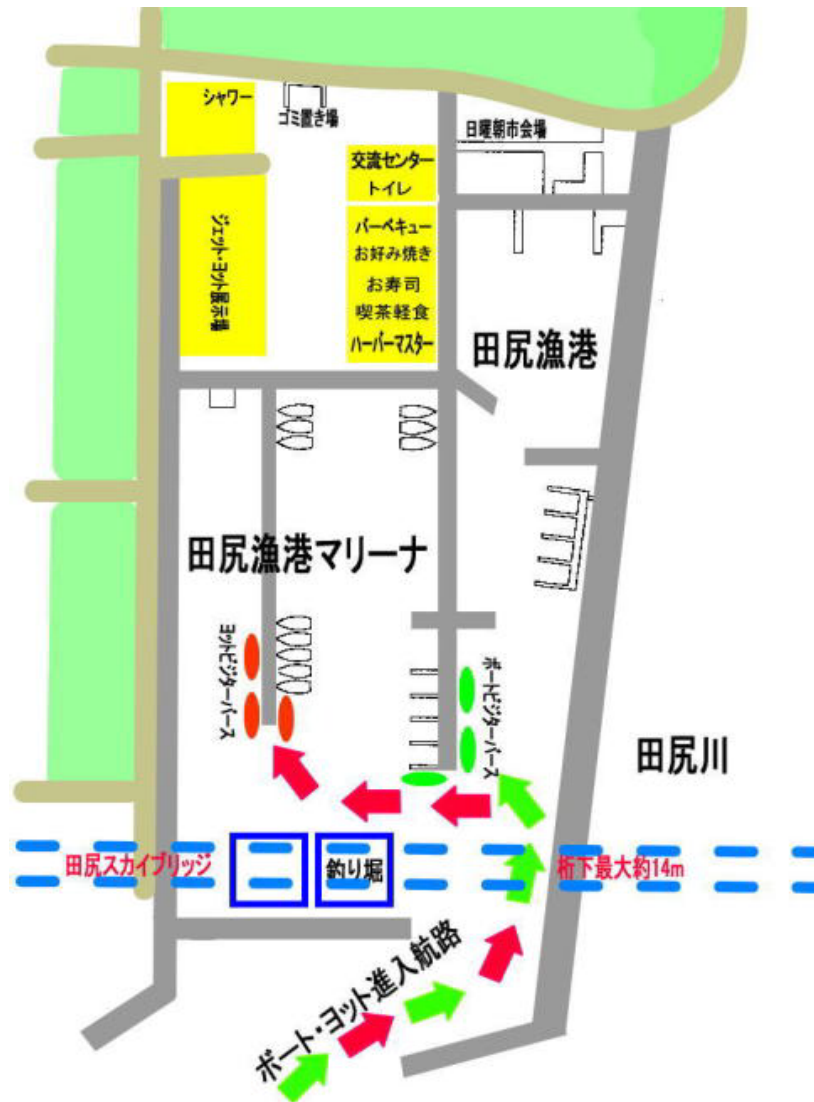 シャワー
ゴミ置き場
日曜朝市会場
交流センター
トイレ
ジェット・ヨット展示場
バーベキュー
お好み焼き
お寿司
喫茶軽食
ハーバーマスター
田尻漁港
田尻漁港マリーナ
ヨットビジターバース
ボートビジターバース
田尻川
田尻スカイブリッジ
釣り堀
桁下最大約14m
ボート・ヨット進入航路